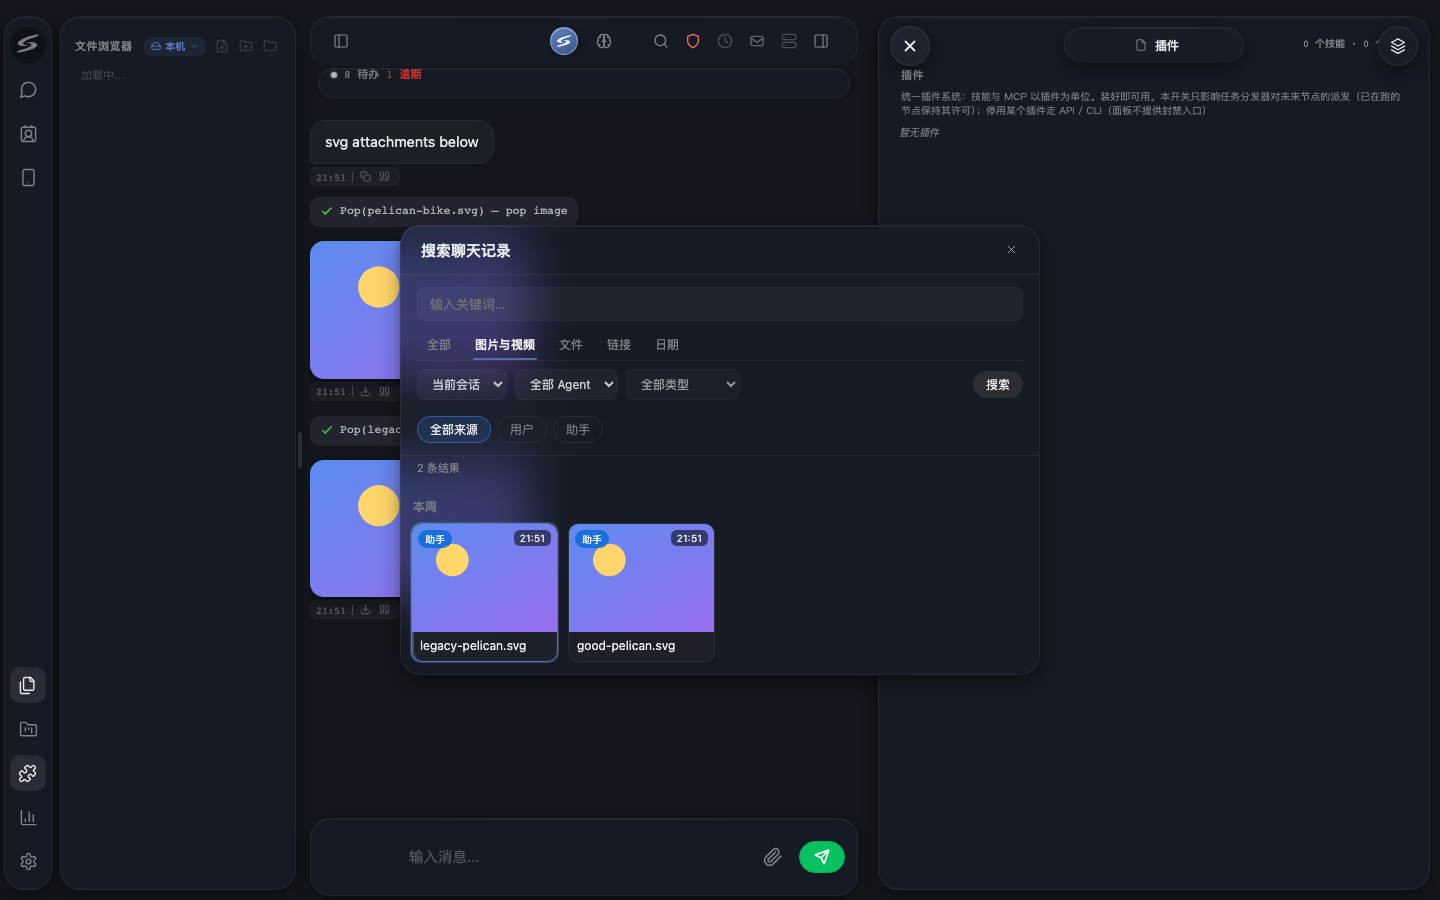 文件浏览器
本机
加载中...
8 待办 1 逾期
svg attachments below
21:51
Pop(pelican-bike.svg) — pop image
21:51
Pop(legac
21:51
输入消息...
搜索聊天记录
输入关键词...
全部 图片与视频 文件 链接 日期
当前会话 全部 Agent 全部类型 搜索
全部来源 用户 助手
2 条结果
本周
助手 21:51
legacy-pelican.svg
助手 21:51
good-pelican.svg
插件
0 个技能 · 0
插件
统一插件系统：技能与 MCP 以插件为单位。装好即可用。本开关只影响任务分发器对未来节点的派发（已在跑的
节点保持其许可）；停用某个插件走 API / CLI（面板不提供封禁入口）
暂无插件